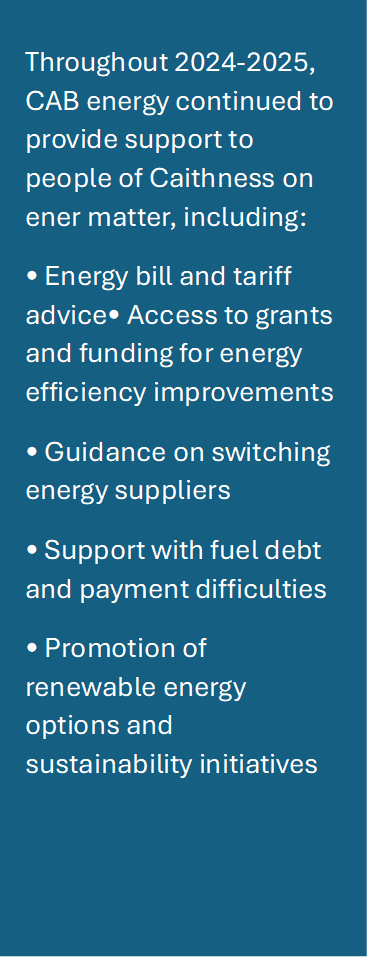 Throughout 2024-2025,
CAB energy continued to
provide support to
people of Caithness on
ener matter, including:
• Energy bill and tariff
advice• Access to grants
and funding for energy
efficiency improvements
• Guidance on switching
energy suppliers
• Support with fuel debt
and payment difficulties
• Promotion of
renewable energy
options and
sustainability initiatives